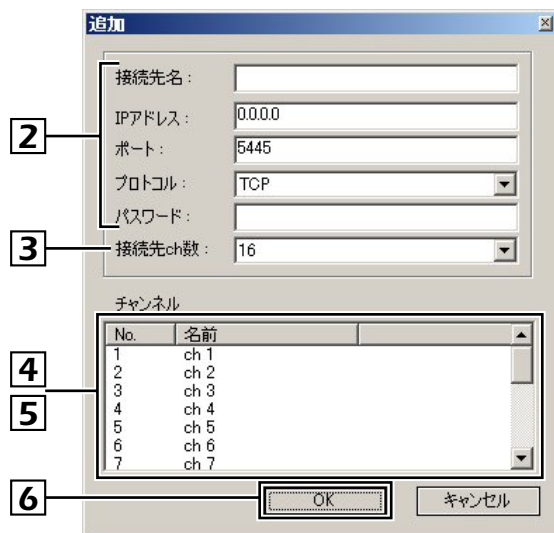 追加
接続先名：
IPアドレス： 0.0.0.0
2
ポート： 5445
プロトコル： TCP
パスワード：
3 接続先ch数： 16
チャンネル
No. 名前
1 ch 1
4 2 ch 2
3 ch 3
5 4 ch 4
5 ch 5
6 ch 6
7 ch 7
6 OK キャンセル